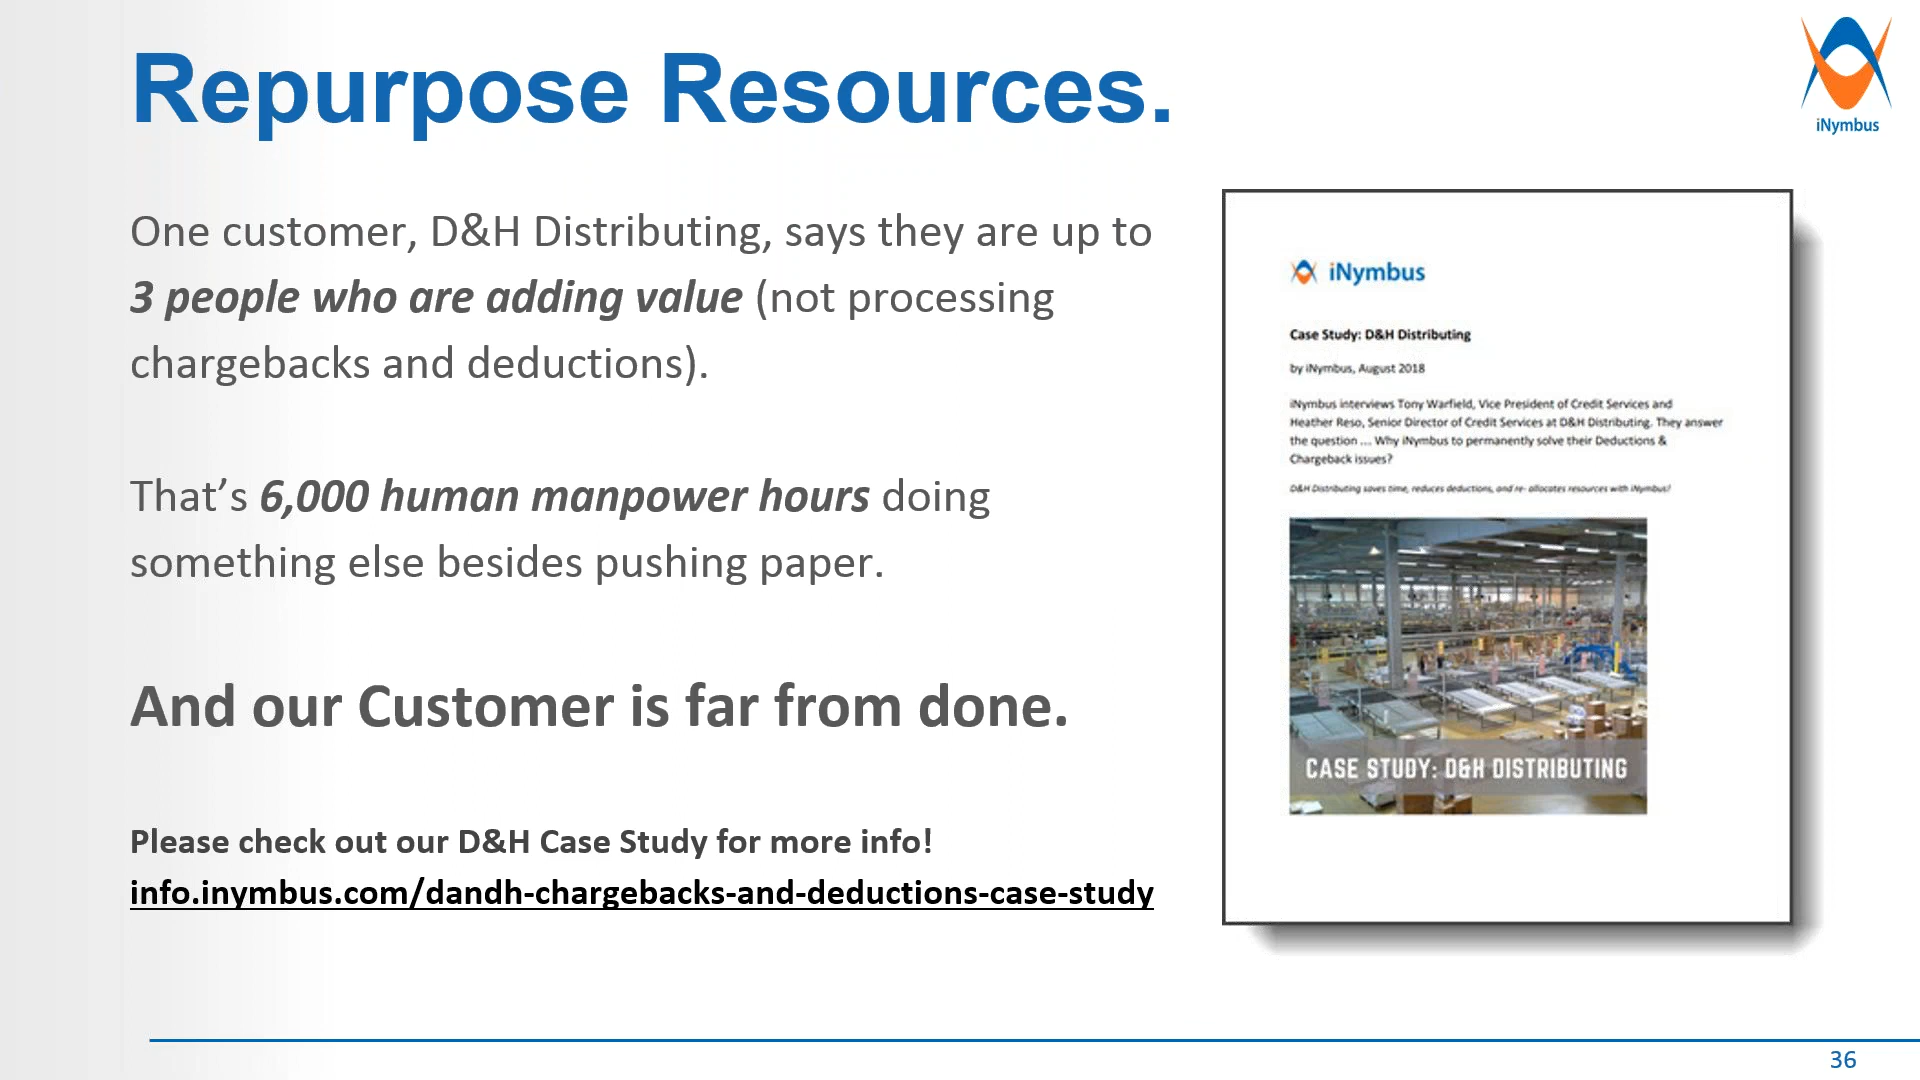 Repurpose Resources.
iNymbus
One customer, D&H Distributing, says they are up to
3 people who are adding value (not processing
chargebacks and deductions).
That’s 6,000 human manpower hours doing
something else besides pushing paper.
And our Customer is far from done.
Please check out our D&H Case Study for more info!
info.inymbus.com/dandh-chargebacks-and-deductions-case-study
iNymbus
Case Study: D&H Distributing
by iNymbus, August 2018
iNymbus interviews Tony Warfield, Vice President of Credit Services and
Heather Reso, Senior Director of Credit Services at D&H Distributing. They answer
the question .... Why iNymbus to permanently solve their Deductions &
Chargeback issues?
D&H Distributing saves time, reduces deductions, and re- allocates resources with iNymbus!
CASE STUDY: D&H DISTRIBUTING
36